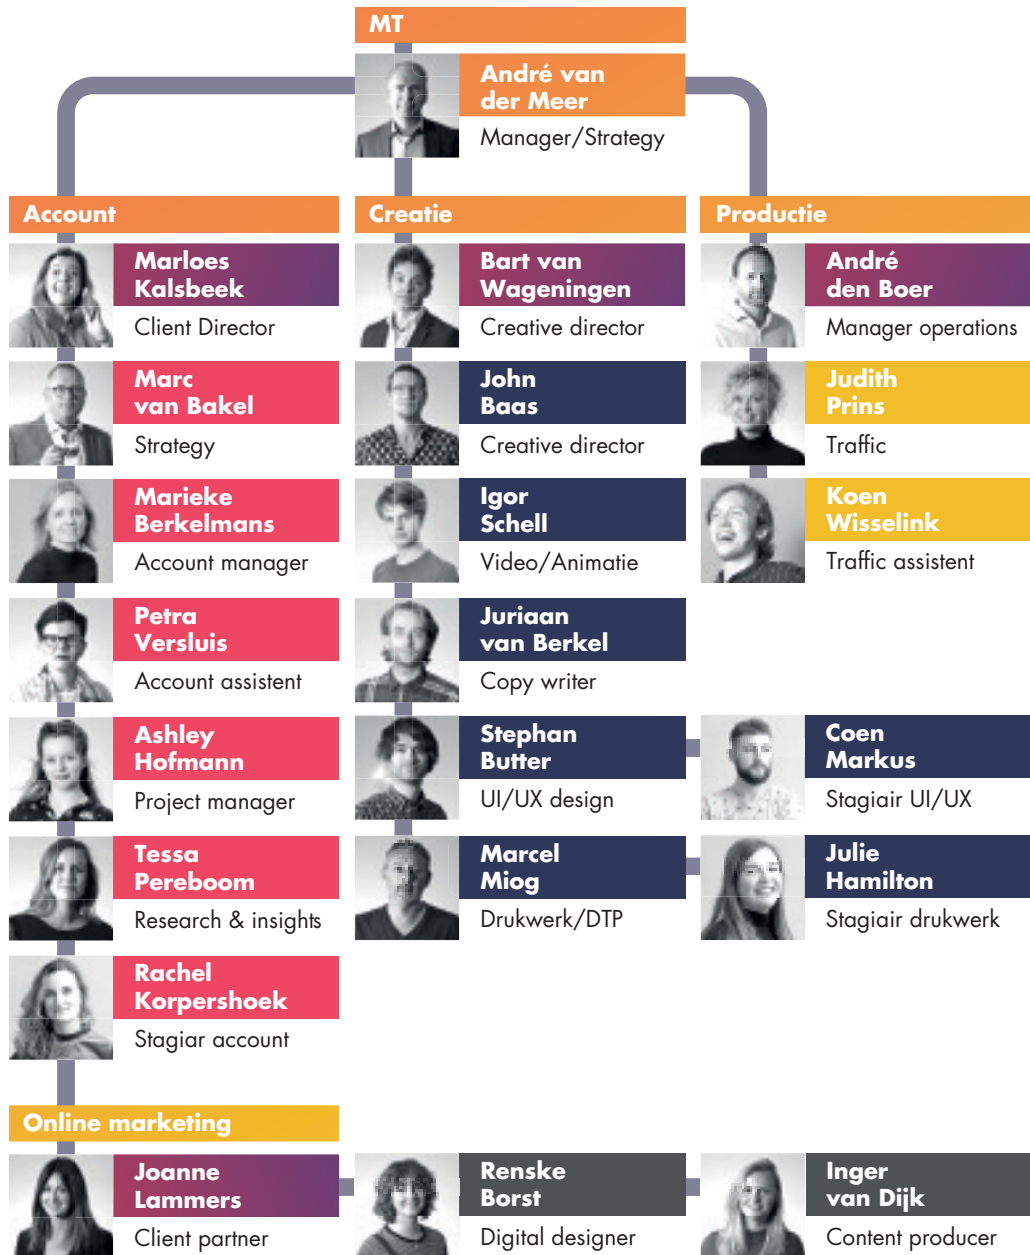 MT
André van
der Meer
Manager/Strategy
Account
Marloes
Kalsbeek
Client Director
Marc
van Bakel
Strategy
Marieke
Berkelmans
Account manager
Petra
Versluis
Account assistent
Ashley
Hofmann
Project manager
Tessa
Pereboom
Research & insights
Rachel
Korpershoek
Stagiar account
Creatie
Bart van
Wageningen
Creative director
John
Baas
Creative director
Igor
Schell
Video/Animatie
Juriaan
van Berkel
Copy writer
Stephan
Butter
UI/UX design
Coen
Markus
Stagiair UI/UX
Marcel
Miog
Drukwerk/DTP
Julie
Hamilton
Stagiair drukwerk
Productie
André
den Boer
Manager operations
Judith
Prins
Traffic
Koen
Wisselink
Traffic assistent
Online marketing
Joanne
Lammers
Client partner
Renske
Borst
Digital designer
Inger
van Dijk
Content producer